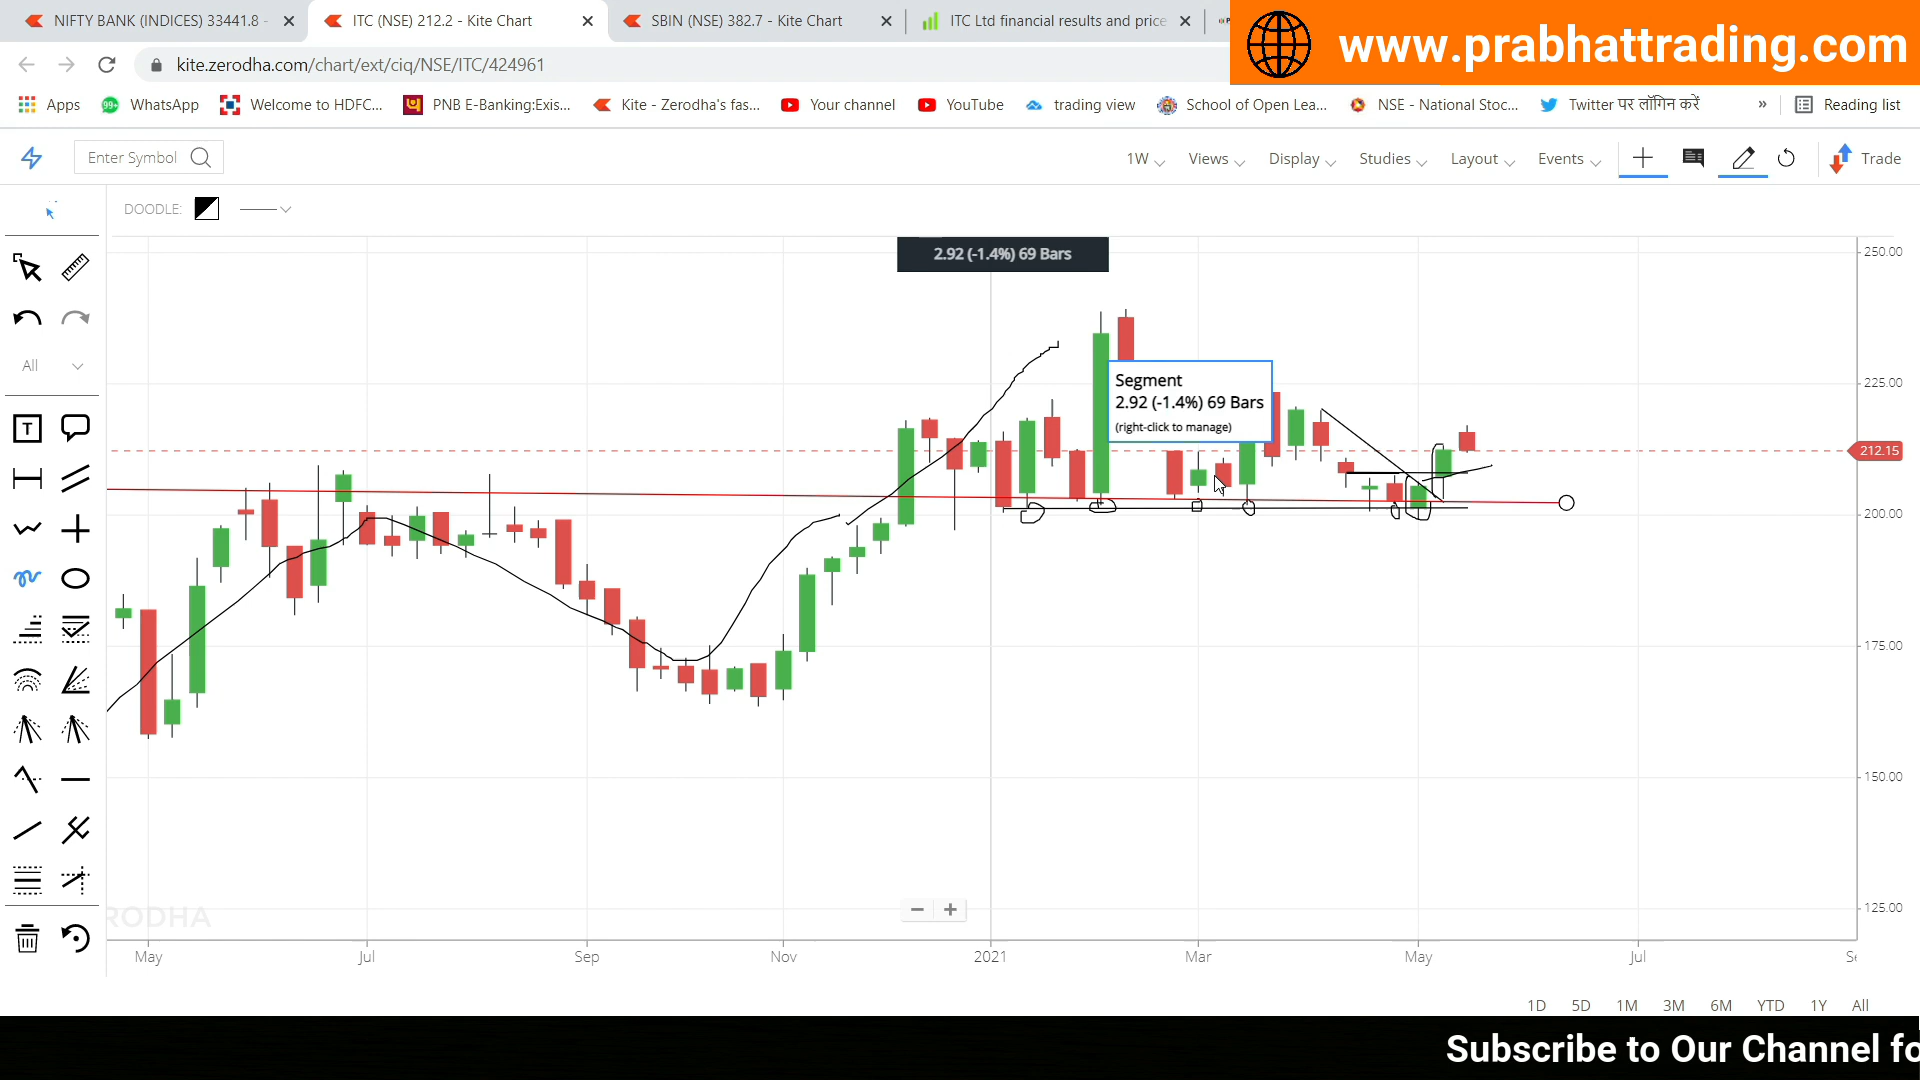 NIFTY BANK (INDICES) 33441.8 -
ITC (NSE) 212.2 - Kite Chart
SBIN (NSE) 382.7 - Kite Chart
ITC Ltd financial results and price
www.prabhattrading.com
kite.zerodha.com/chart/ext/ciq/NSE/ITC/424961
Apps
99+
WhatsApp
Welcome to HDFC...
PNB E-Banking:Exis...
Kite - Zerodha's fas...
Your channel
YouTube
trading view
School of Open Lea...
NSE - National Stoc...
Twitter पर लॉगिन करें
»
Reading list
Enter Symbol
1W
Views
Display
Studies
Layout
Events
Trade
DOODLE:
2.92 (-1.4%) 69 Bars
Segment
2.92 (-1.4%) 69 Bars
(right-click to manage)
All
T
250.00
225.00
212.15
200.00
175.00
150.00
125.00
RODHA
May
Jul
Sep
Nov
2021
Mar
May
Jul
1D
5D
1M
3M
6M
YTD
1Y
All
Subscribe to Our Channel fo